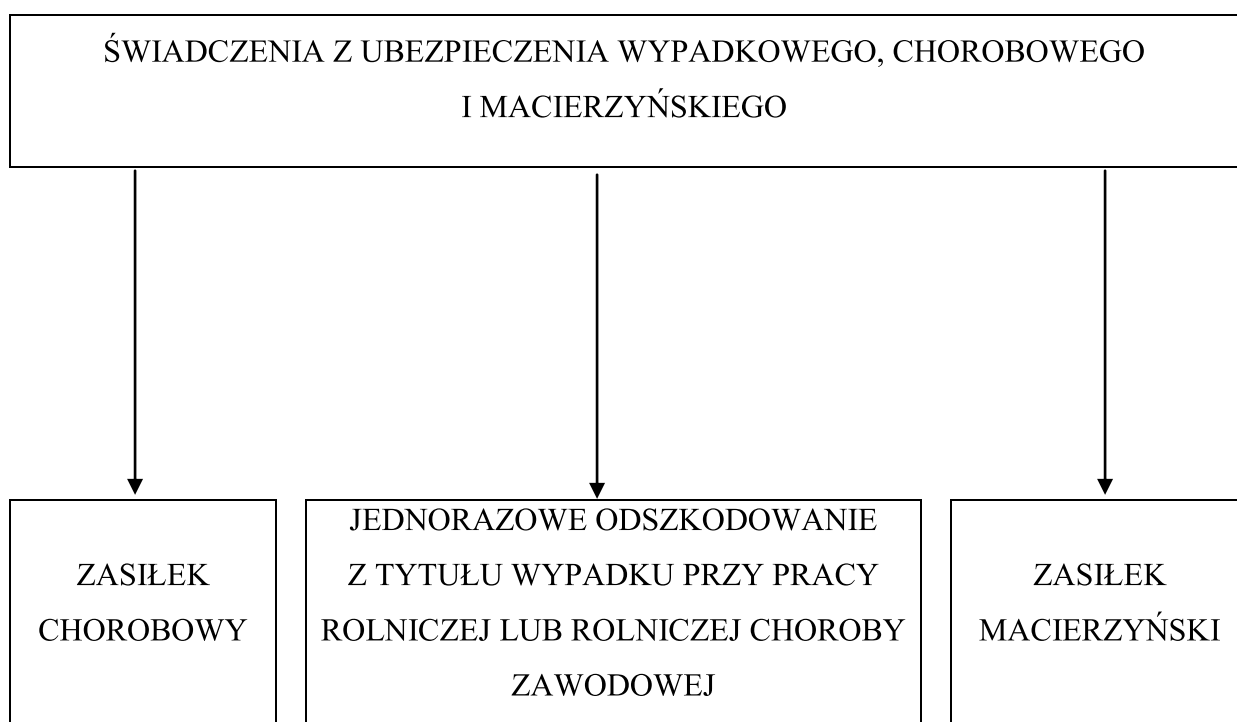 ŚWIADCZENIA Z UBEZPIECZENIA WYPADKOWEGO, CHOROBOWEGO
I MACIERZYŃSKIEGO
ZASIŁEK
CHOROBOWY
JEDNORAZOWE ODSZKODOWANIE
Z TYTUŁU WYPADKU PRZY PRACY
ROLNICZEJ LUB ROLNICZEJ CHOROBY
ZAWODOWEJ
ZASIŁEK
MACIERZYŃSKI